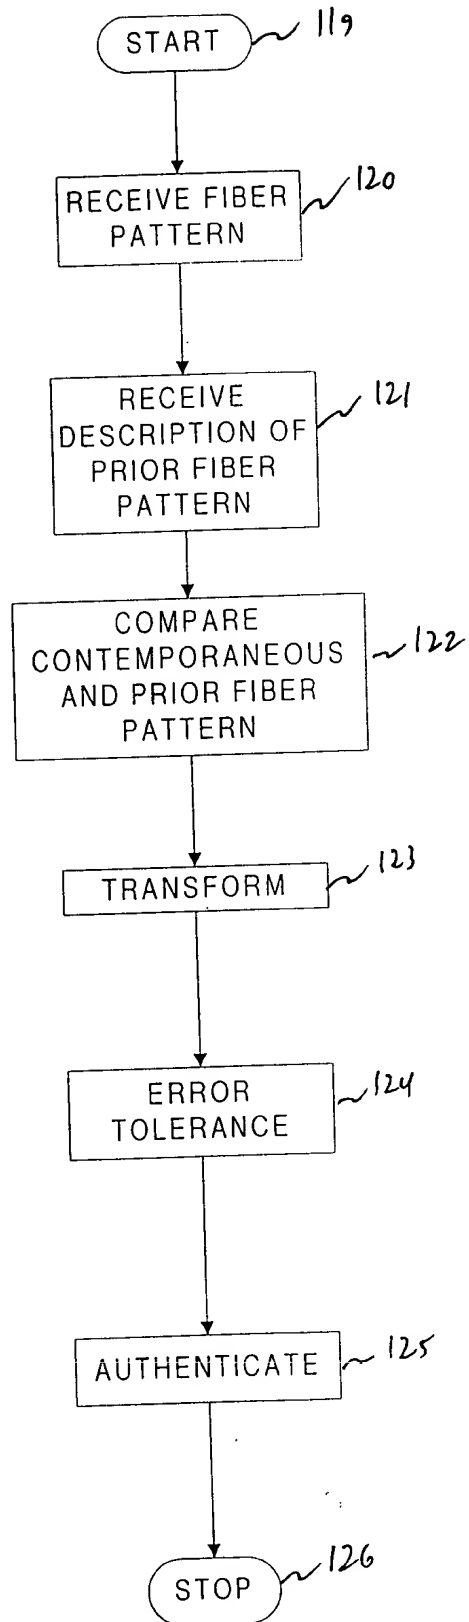 START
119
RECEIVE FIBER
PATTERN
120
RECEIVE
DESCRIPTION OF
PRIOR FIBER
PATTERN
121
COMPARE
CONTEMPORANEOUS
AND PRIOR FIBER
PATTERN
122
TRANSFORM
123
ERROR
TOLERANCE
124
AUTHENTICATE
125
STOP
126